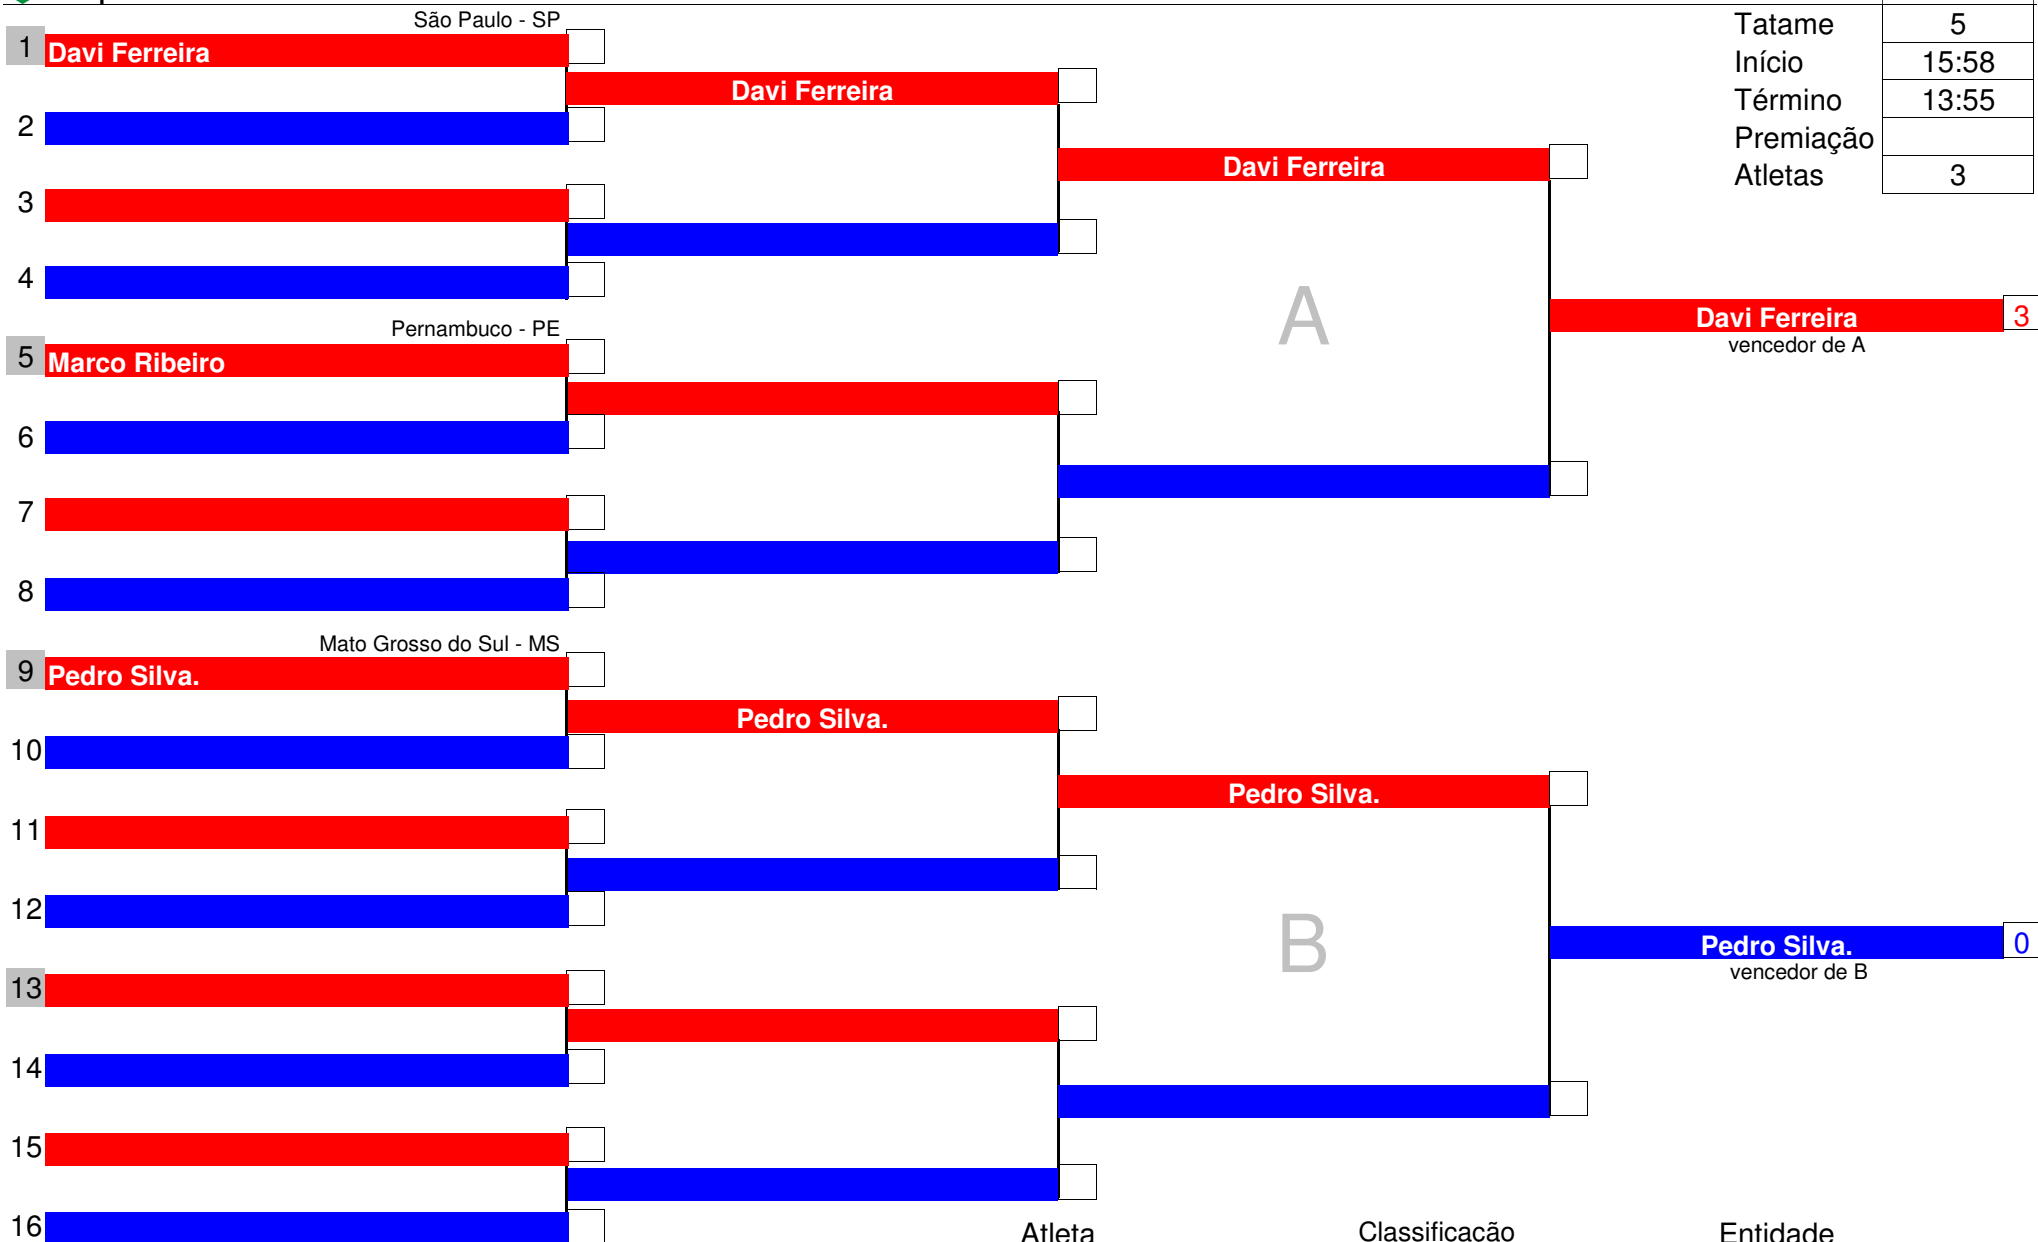 São Paulo - SP
Tatame 5
1 Davi Ferreira
Início 15:58
Davi Ferreira
Término 13:55
2
Premiação
Davi Ferreira
Atletas 3
3
4
Davi Ferreira 3
vencedor de A
A
Pernambuco - PE
5 Marco Ribeiro
6
7
8
Mato Grosso do Sul - MS
9 Pedro Silva.
Pedro Silva.
10
Pedro Silva.
11
12
B
Pedro Silva. 0
vencedor de B
13
14
15
16
Atleta Classificação Entidade